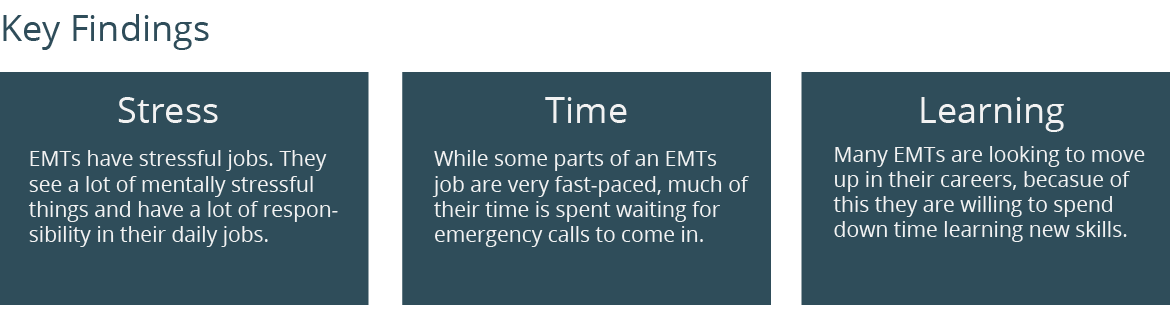 Key Findings
Stress
EMTs have stressful jobs. They
see a lot of mentally stressful
things and have a lot of respon-
sibility in their daily jobs.
Time
While some parts of an EMTs
job are very fast-paced, much of
their time is spent waiting for
emergency calls to come in.
Learning
Many EMTs are looking to move
up in their careers, becasue of
this they are willing to spend
down time learning new skills.